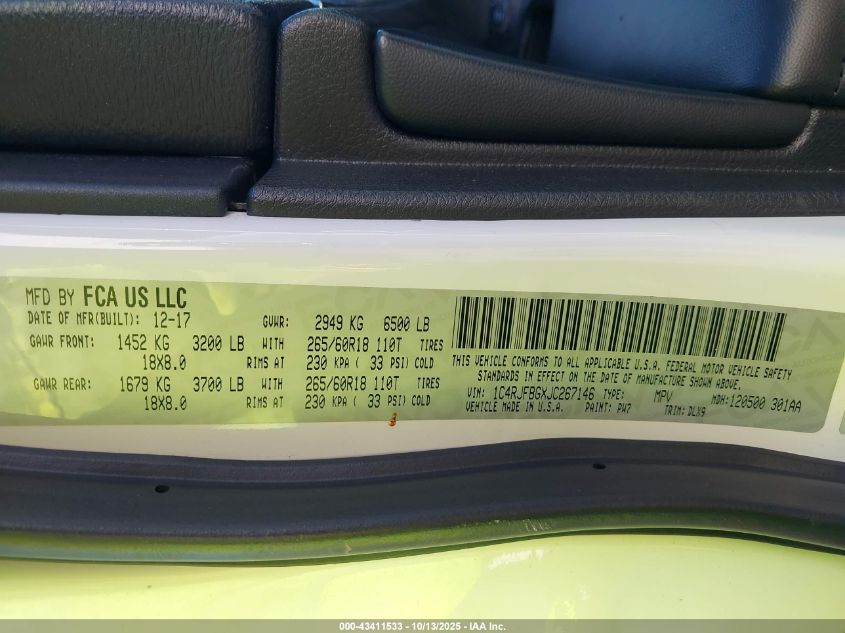 MFD BY FCA US LLC
DATE OF MFR(BUILT): 12-17 GVWR: 2949 KG 6500 LB
GAWR FRONT: 1452 KG 3200 LB WITH 265/60R18 110T TIRES
18X8.0 RIMS AT 230 KPA ( 33 PSI) COLD
GAWR REAR: 1679 KG 3700 LB WITH 265/60R18 110T TIRES
18X8.0 RIMS AT 230 KPA ( 33 PSI) COLD
THIS VEHICLE CONFORMS TO ALL APPLICABLE U.S.A. FEDERAL MOTOR VEHICLE SAFETY
STANDARDS IN EFFECT ON THE DATE OF MANUFACTURE SHOWN ABOVE.
VIN: 1C4RJFBGXJC267146 TYPE: MPV MDH: 120500 301AA
VEHICLE MADE IN U.S.A. PAINT: PW7 TRIM: DLX9
000-43411533 - 10/13/2025 - IAA Inc.